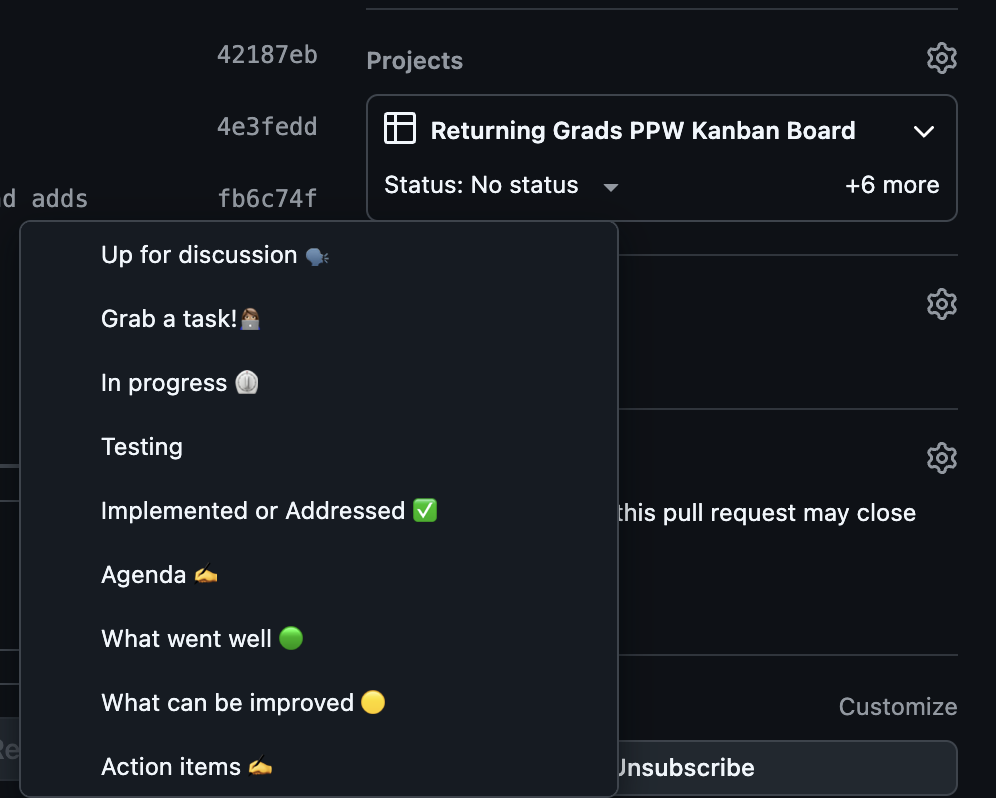 42187eb
Projects
4e3fedd
Returning Grads PPW Kanban Board
d adds
fb6c74f
Status: No status
+6 more
Up for discussion 🗣️
Grab a task!🧑🏽‍💻
In progress ⏲️
Testing
Implemented or Addressed ✅
this pull request may close
Agenda ✍️
What went well 🟢
What can be improved 🟡
Customize
Re
Action items ✍️
Unsubscribe